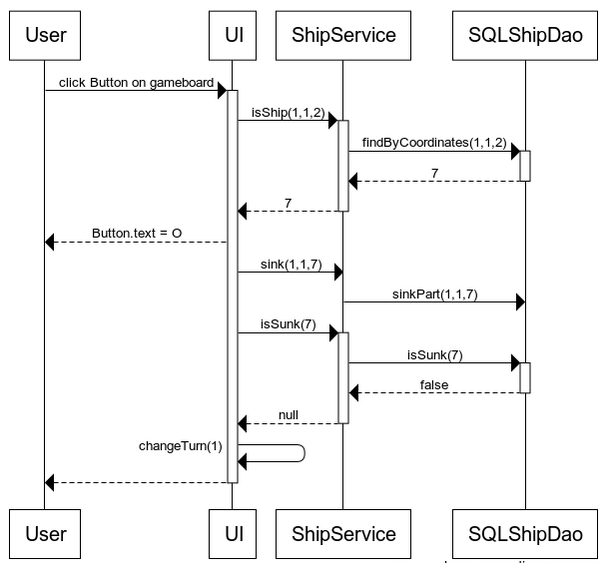 User
UI
ShipService
SQLShipDao
click Button on gameboard
isShip(1,1,2)
findByCoordinates(1,1,2)
7
7
Button.text = O
sink(1,1,7)
sinkPart(1,1,7)
isSunk(7)
isSunk(7)
false
null
changeTurn(1)
User
UI
ShipService
SQLShipDao